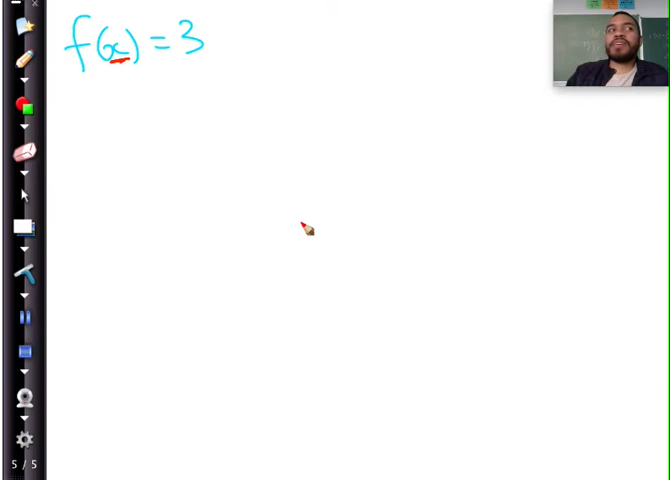 f(x) = 3
5 / 5